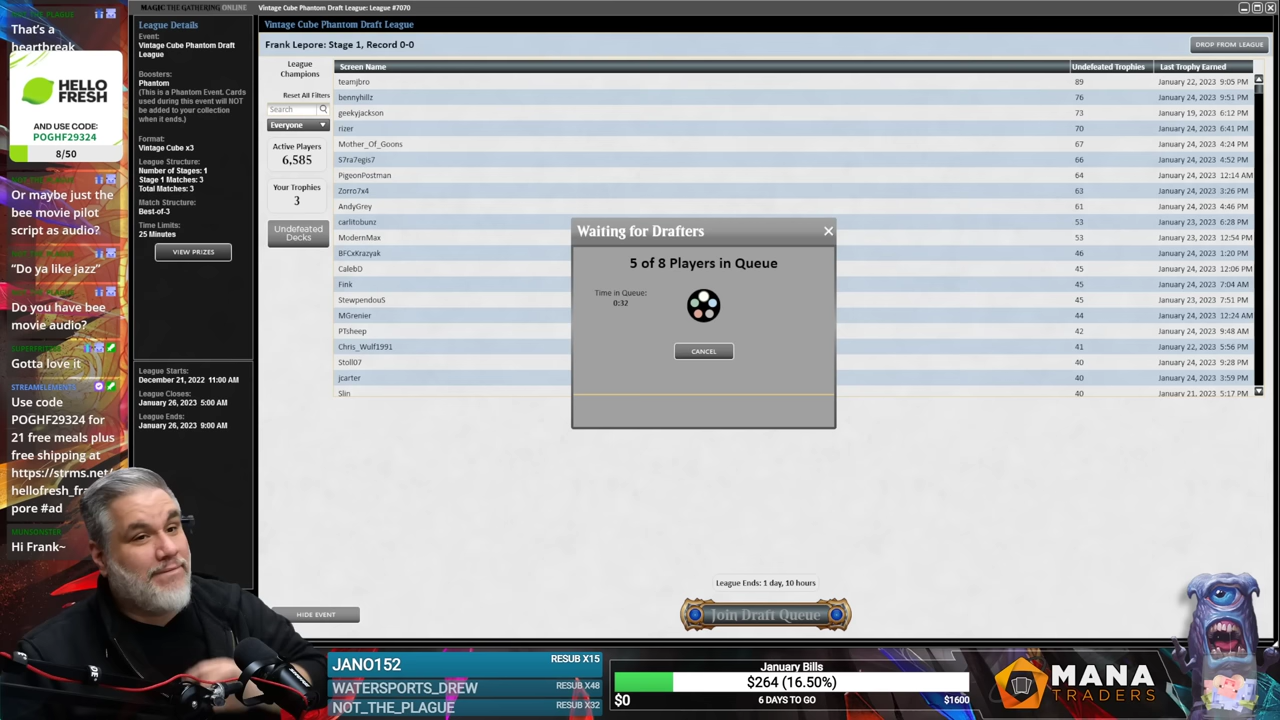 NOT THE PLAGUE
That's a
heartbreak
HELLO
FRESH
AND USE CODE:
POGHF29324
8/50
Or maybe just the
bee movie pilot
script as audio?
"Do ya like jazz"
Do you have bee
movie audio?
Gotta love it
STREAMELEMENTS
Use code
POGHF29324 for
21 free meals plus
free shipping at
https://strms.net/
hellofresh_fra
pore #ad
MUNSONSTER
Hi Frank~
MAGIC: THE GATHERING ONLINE
Vintage Cube Phantom Draft League: League #7070
League Details
Event:
Vintage Cube Phantom Draft
League
Boosters:
Phantom
(This is a Phantom Event. Cards
used during this event will NOT
be added to your collection
when it ends.)
Format:
Vintage Cube x3
League Structure:
Number of Stages: 1
Stage 1 Matches: 3
Total Matches: 3
Match Structure:
Best-of-3
Time Limits:
25 Minutes
VIEW PRIZES
League Starts:
December 21, 2022 11:00 AM
League Closes:
January 26, 2023 5:00 AM
League Ends:
January 26, 2023 9:00 AM
Vintage Cube Phantom Draft League
Frank Lepore: Stage 1, Record 0-0
DROP FROM LEAGUE
League
Champions
Reset All Filters
Search
Everyone
Active Players
6,585
Your Trophies
3
Undefeated
Decks
Screen Name Undefeated Trophies Last Trophy Earned
teamjbro 89 January 22, 2023 9:05 PM
bennyhillz 76 January 24, 2023 9:51 PM
geekyjackson 73 January 19, 2023 6:12 PM
rizer 70 January 24, 2023 6:41 PM
Mother_Of_Goons 67 January 24, 2023 4:24 PM
S7ra7egis7 66 January 24, 2023 4:52 PM
PigeonPostman 64 January 24, 2023 12:14 AM
Zorro7x4 63 January 24, 2023 3:26 PM
AndyGrey 61 January 24, 2023 4:46 PM
carlitobunz 53 January 23, 2023 6:28 PM
ModernMax 53 January 23, 2023 12:54 PM
BFCxKrazyak 46 January 24, 2023 1:20 PM
CalebD 45 January 24, 2023 12:06 PM
Fink 45 January 24, 2023 7:04 AM
StewpendouS 45 January 23, 2023 7:51 PM
MGrenier 44 January 24, 2023 12:24 AM
PTsheep 42 January 24, 2023 9:48 AM
Chris_Wulf1991 41 January 22, 2023 5:56 PM
Stoll07 40 January 24, 2023 9:28 PM
jcarter 40 January 24, 2023 3:59 PM
Slin 40 January 21, 2023 5:17 PM
Waiting for Drafters
5 of 8 Players in Queue
Time in Queue:
0:32
CANCEL
League Ends: 1 day, 10 hours
Join Draft Queue
HIDE EVENT
JANO152 RESUB X15
WATERSPORTS_DREW RESUB X48
NOT_THE_PLAGUE RESUB X32
January Bills
$264 (16.50%)
$0 6 DAYS TO GO $1600
MANA
TRADERS